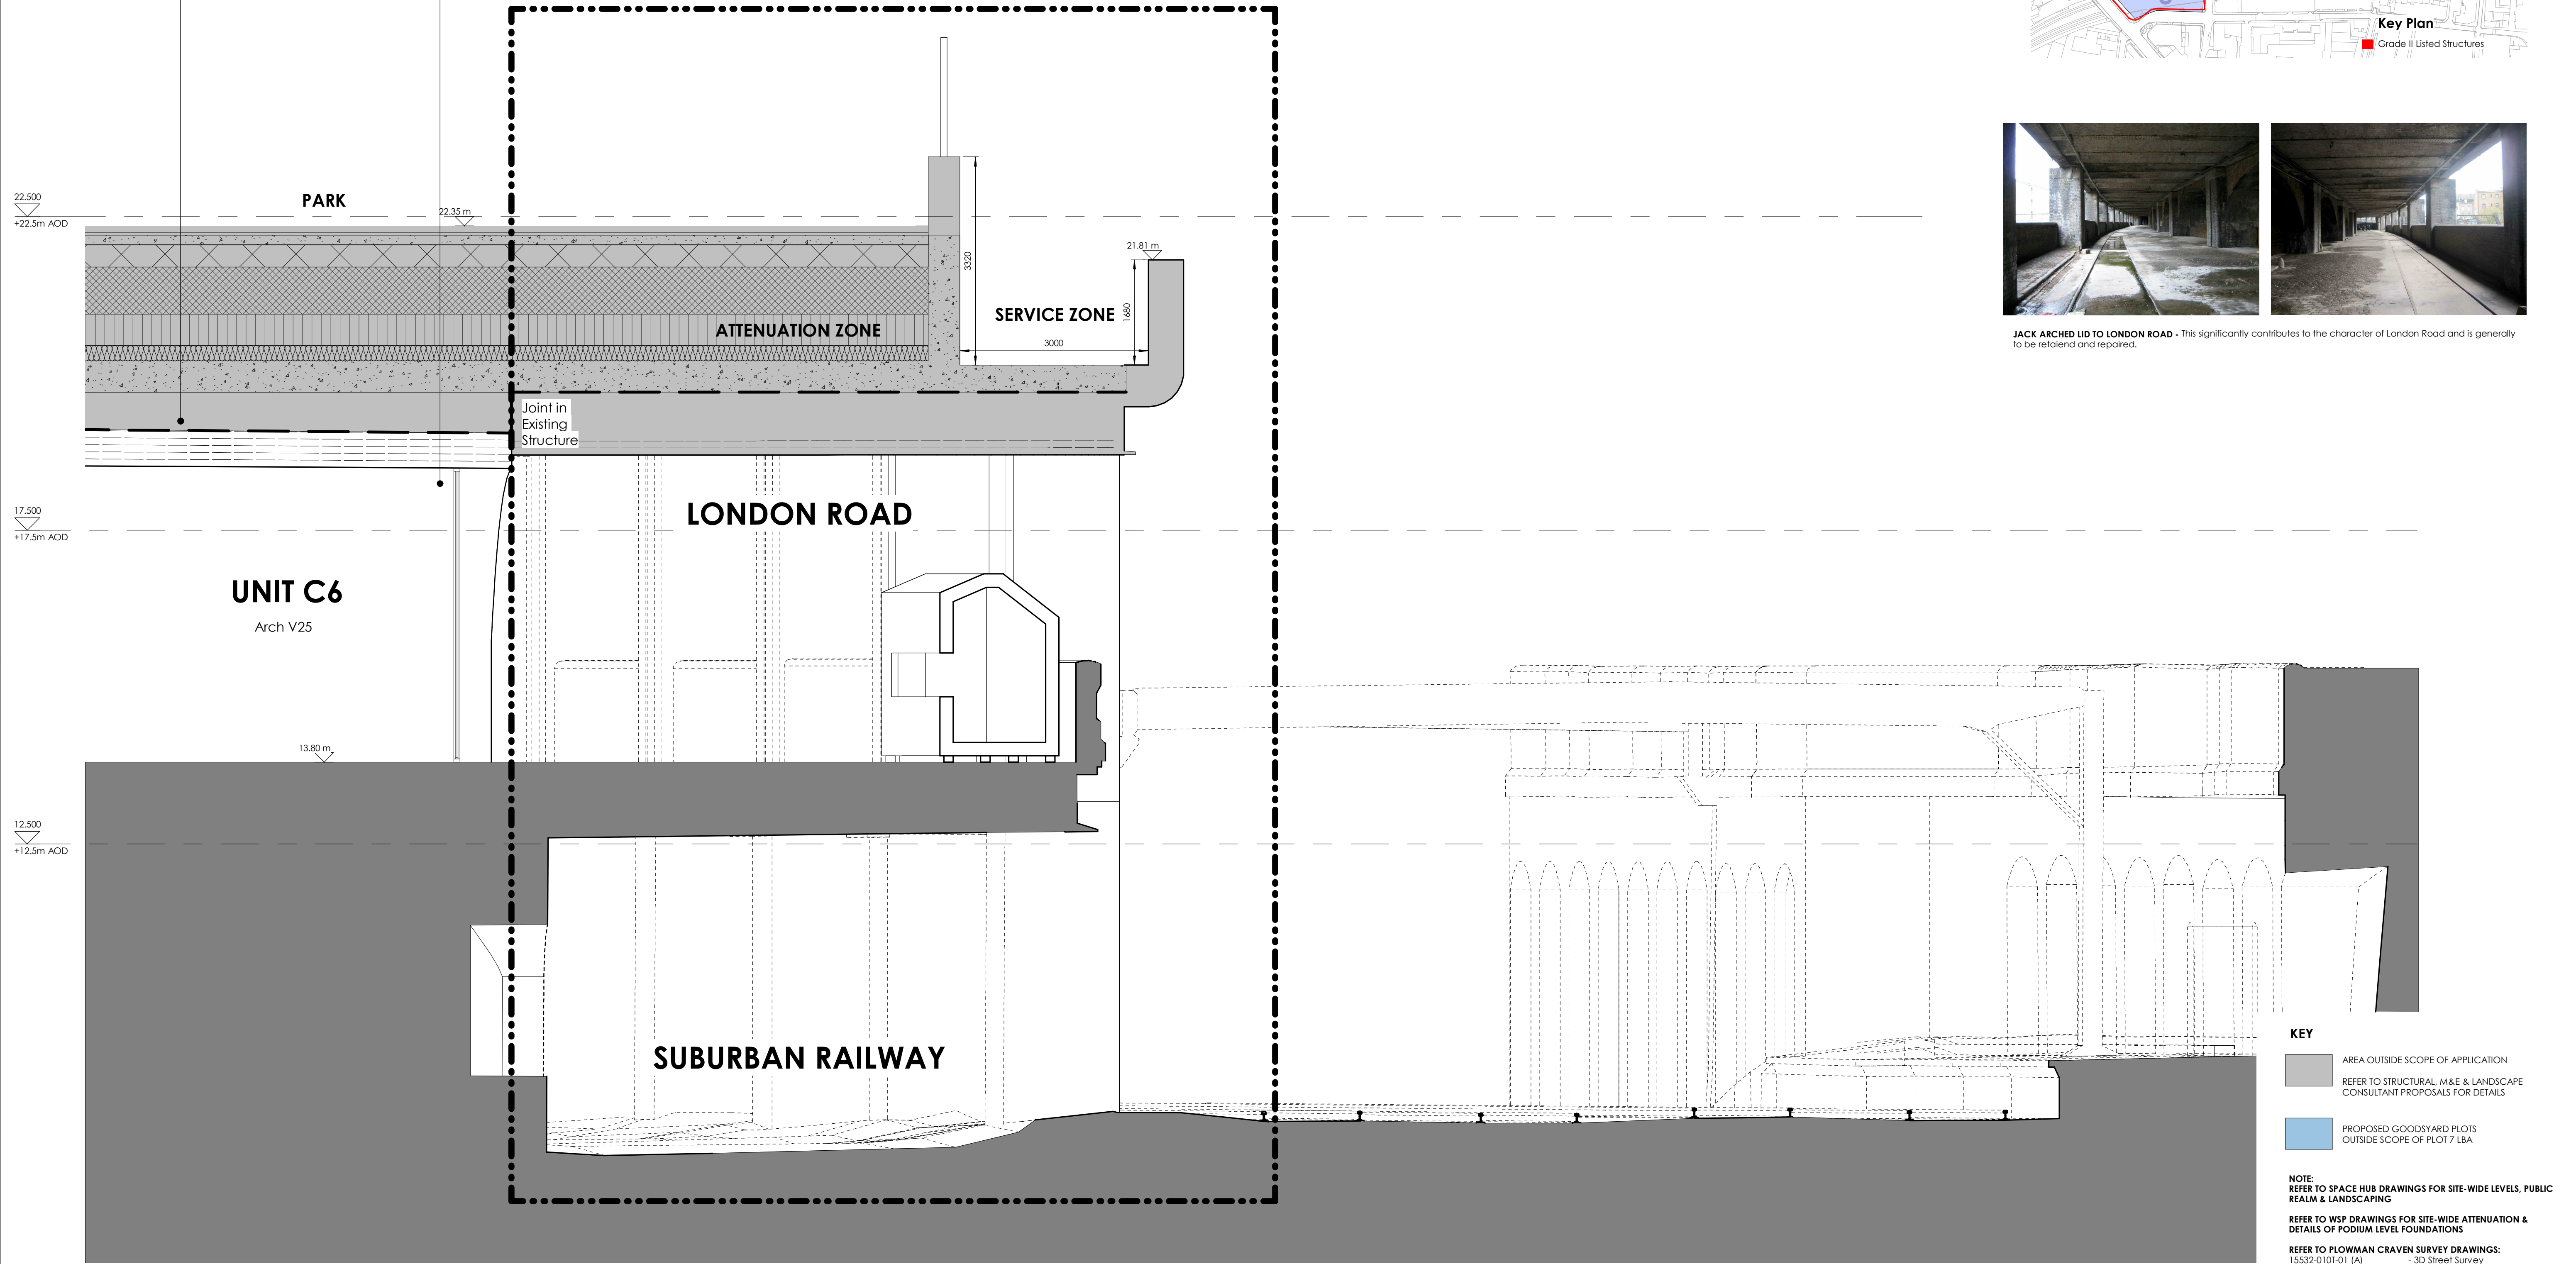 Key Plan
Grade II Listed Structures
22.500
+22.5m AOD
PARK
22.35 m
21.81 m
3320
1680
SERVICE ZONE
3000
ATTENUATION ZONE
JACK ARCHED LID TO LONDON ROAD - This significantly contributes to the character of London Road and is generally
to be retaiend and repaired.
Joint in
Existing
Structure
17.500
+17.5m AOD
LONDON ROAD
UNIT C6
Arch V25
13.80 m
12.500
+12.5m AOD
SUBURBAN RAILWAY
KEY
AREA OUTSIDE SCOPE OF APPLICATION
REFER TO STRUCTURAL, M&E & LANDSCAPE
CONSULTANT PROPOSALS FOR DETAILS
PROPOSED GOODSYARD PLOTS
OUTSIDE SCOPE OF PLOT 7 LBA
NOTE:
REFER TO SPACE HUB DRAWINGS FOR SITE-WIDE LEVELS, PUBLIC
REALM & LANDSCAPING
REFER TO WSP DRAWINGS FOR SITE-WIDE ATTENUATION &
DETAILS OF PODIUM LEVEL FOUNDATIONS
REFER TO PLOWMAN CRAVEN SURVEY DRAWINGS:
15532-010T-01 (A) - 3D Street Survey